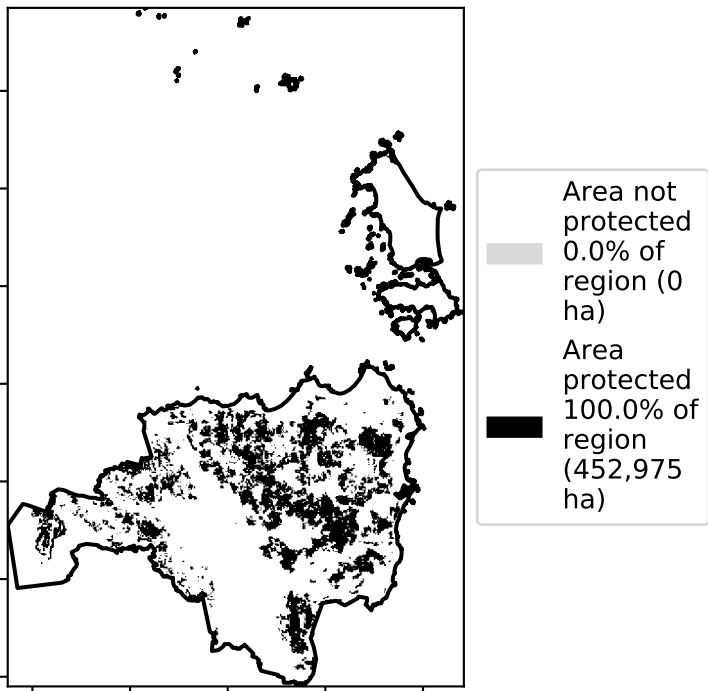 Area not
protected
0.0% of
region (0
ha)
Area
protected
100.0% of
region
(452,975
ha)